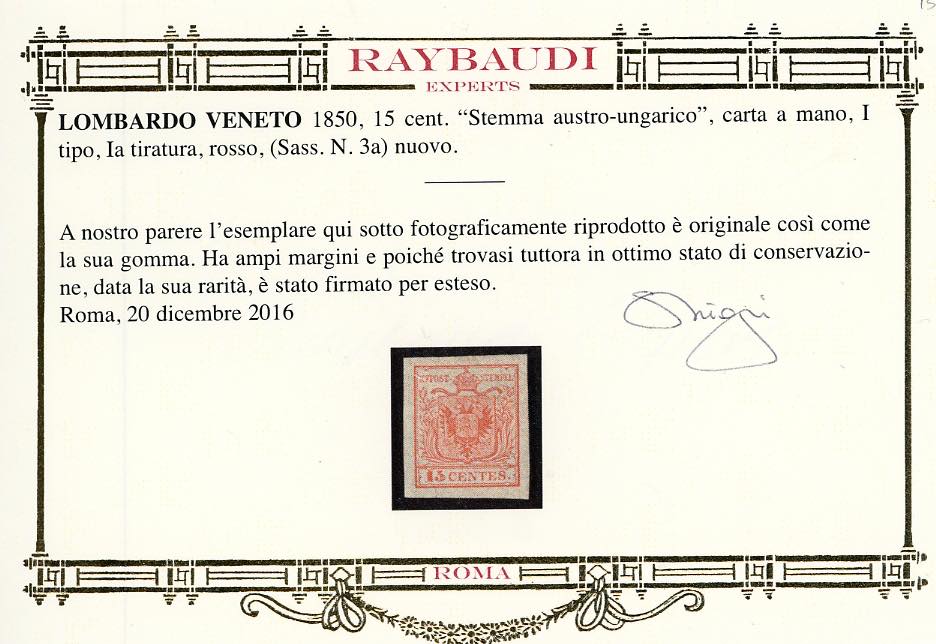 RAYBAUDI
EXPERTS
LOMBARDO VENETO 1850, 15 cent. “Stemma austro-ungarico”, carta a mano, I
tipo, Ia tiratura, rosso, (Sass. N. 3a) nuovo.
A nostro parere l’esemplare qui sotto fotograficamente riprodotto è originale così come
la sua gomma. Ha ampi margini e poiché trovasi tuttora in ottimo stato di conservazio-
ne, data la sua rarità, è stato firmato per esteso.
Roma, 20 dicembre 2016
15 CENTES.
ROMA